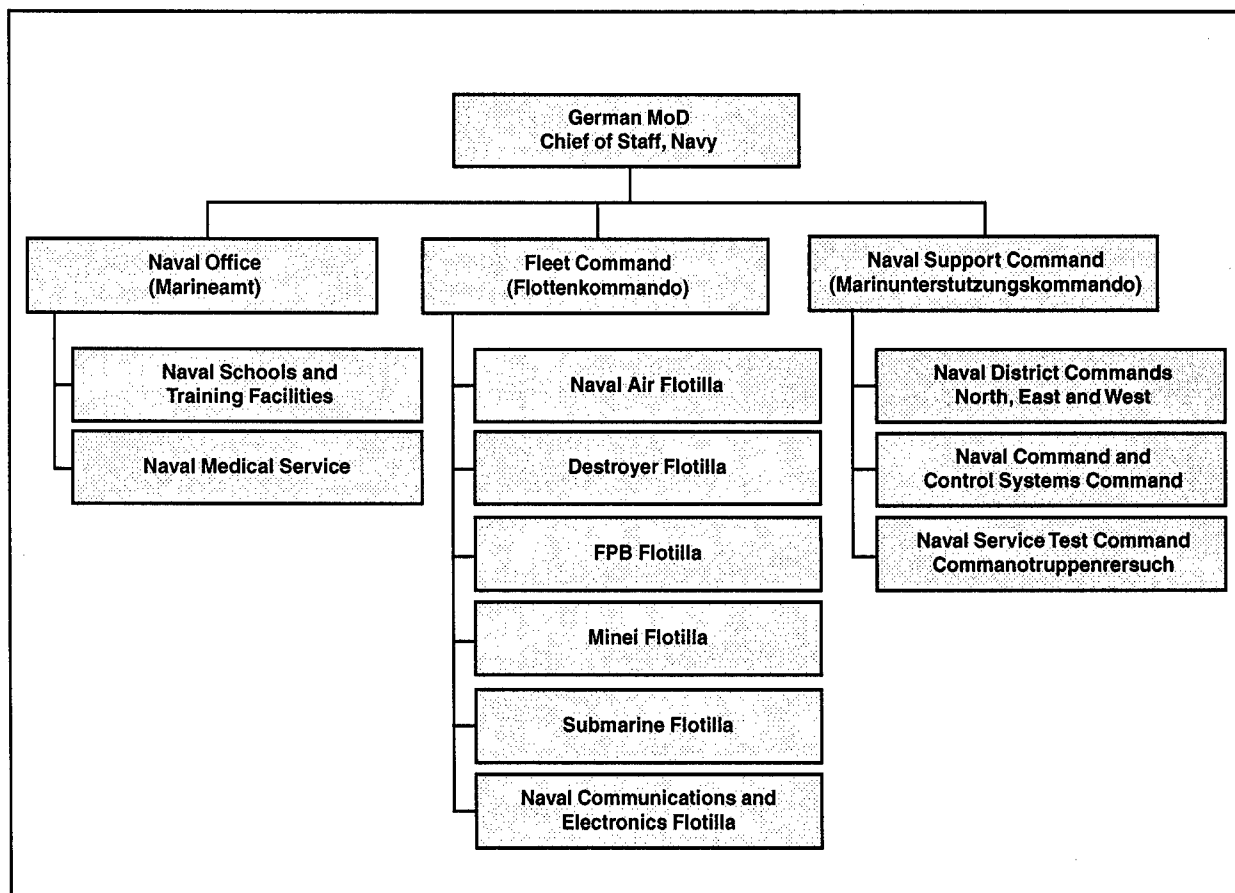 German MoD
Chief of Staff, Navy
Naval Office
(Marineamt)
Fleet Command
(Flottenkommando)
Naval Support Command
(Marinunterstutzungskommando)
Naval Schools and
Training Facilities
Naval Medical Service
Naval Air Flotilla
Destroyer Flotilla
FPB Flotilla
Minei Flotilla
Submarine Flotilla
Naval Communications and
Electronics Flotilla
Naval District Commands
North, East and West
Naval Command and
Control Systems Command
Naval Service Test Command
Commanotruppenrersuch